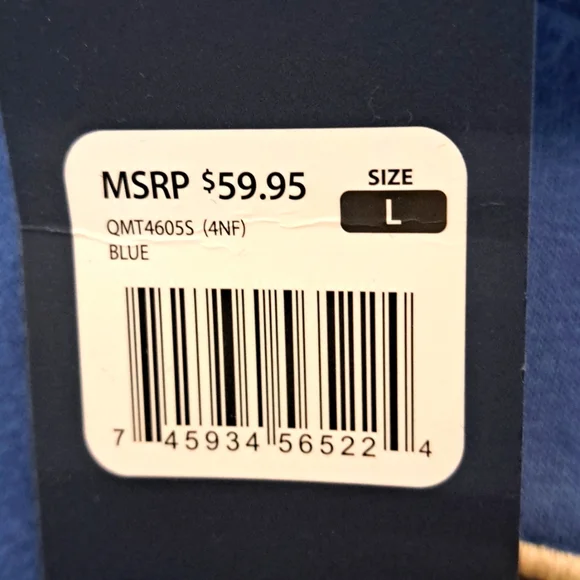 MSRP $59.95
SIZE
L
QMT4605S (4NF)
BLUE
7 45934 56522 4